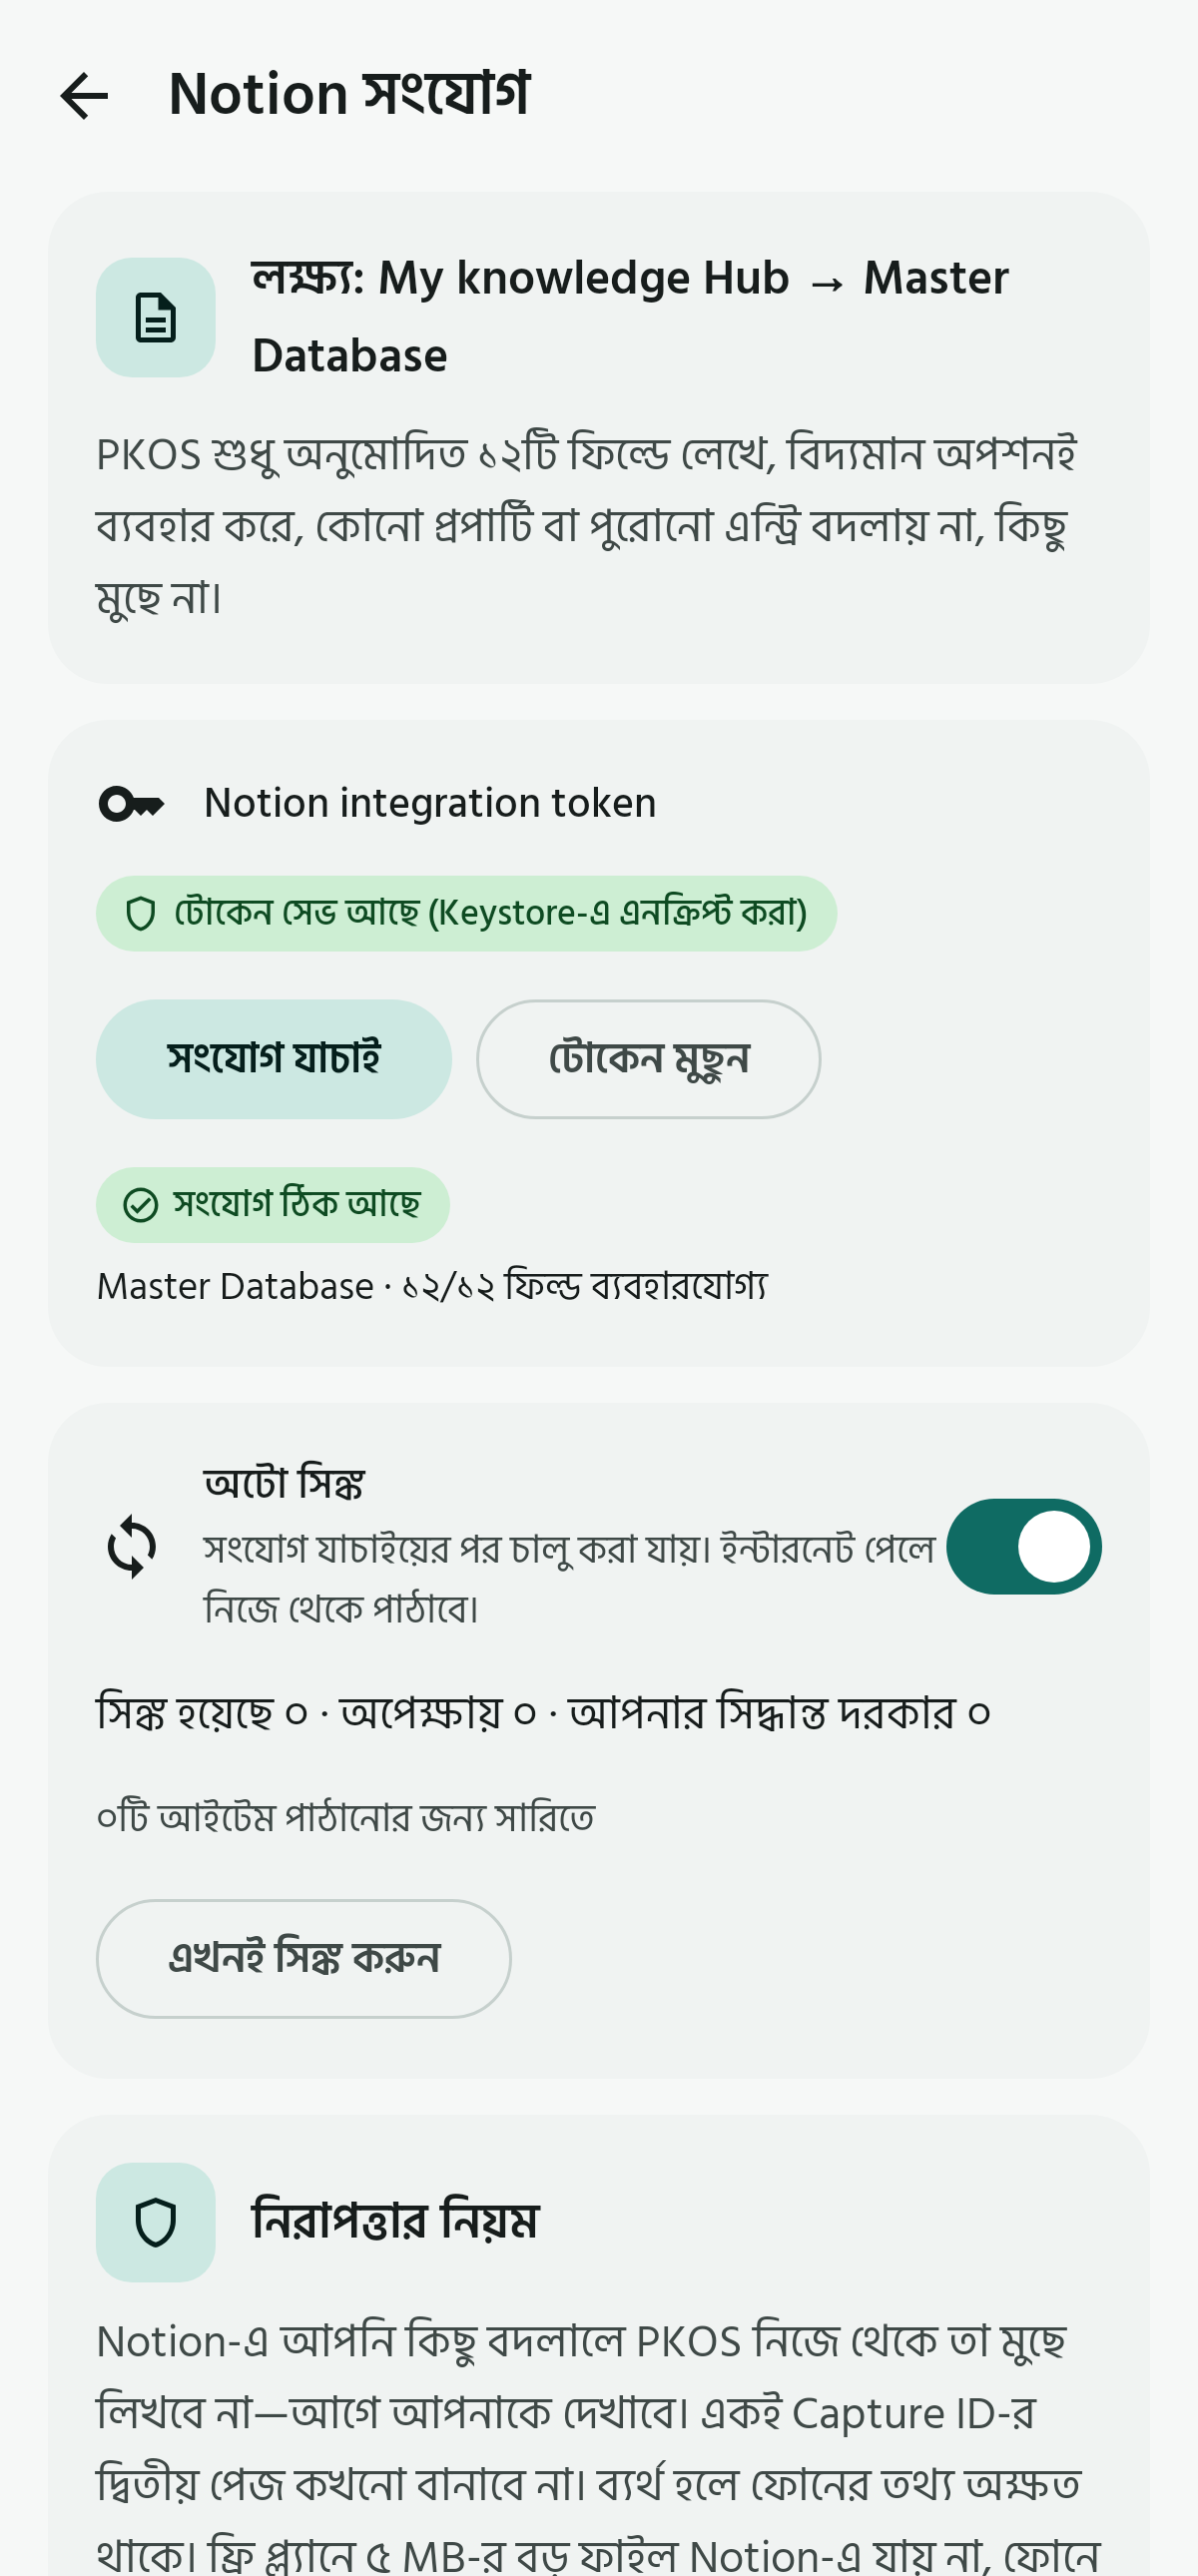 Notion সংযোগ
লক্ষ্য: My knowledge Hub → Master
Database
PKOS শুধু অনুমোদিত ১২টি ফিল্ডে লেখে, বিদ্যমান অপশনই
ব্যবহার করে, কোনো প্রপার্টি বা পুরোনো এন্ট্রি বদলায় না, কিছু
মুছে না।
Notion integration token
টোকেন সেভ আছে (Keystore-এ এনক্রিপ্ট করা)
সংযোগ যাচাই
টোকেন মুছুন
সংযোগ ঠিক আছে
Master Database · ১২/১২ ফিল্ড ব্যবহারযোগ্য
অটো সিঙ্ক
সংযোগ যাচাইয়ের পর চালু করা যায়। ইন্টারনেট পেলে
নিজে থেকে পাঠাবে।
সিঙ্ক হয়েছে ০ · অপেক্ষায় ০ · আপনার সিদ্ধান্ত দরকার ০
০টি আইটেম পাঠানোর জন্য সারিতে
এখনই সিঙ্ক করুন
নিরাপত্তার নিয়ম
Notion-এ আপনি কিছু বদলালে PKOS নিজে থেকে তা মুছে
লিখবে না—আগে আপনাকে দেখাবে। একই Capture ID-র
দ্বিতীয় পেজ কখনো বানাবে না। ব্যর্থ হলে ফোনের তথ্য অক্ষত
থাকে। ফ্রি প্ল্যানে ৫ MB-র বড় ফাইল Notion-এ যায় না, ফোনে